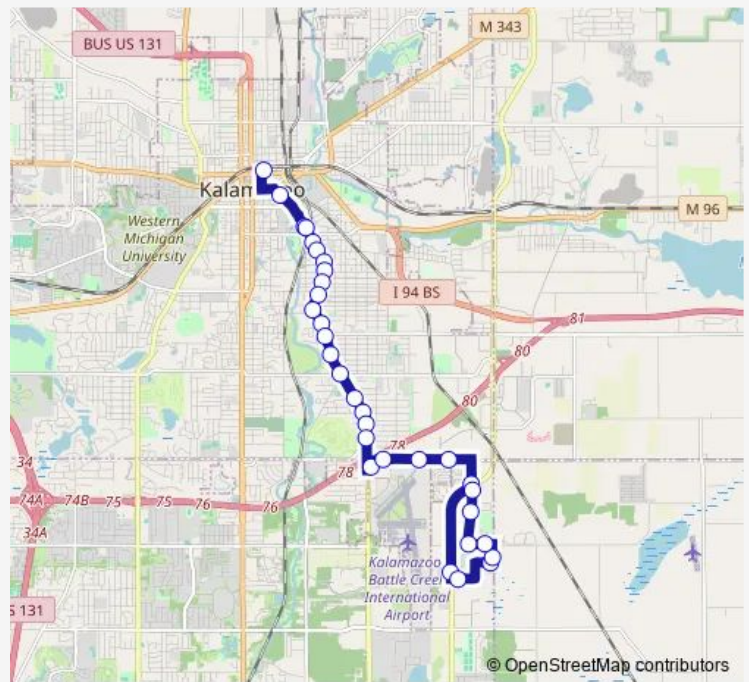 M 343
BUS US 131
Kalamazoo
M 96
Western
Michigan
University
I 94 BS
81
80
80
78
34
78
74A
74B
75
75
76
76
34A
Kalamazoo
Battle Creek
International
Airport
S 131
© OpenStreetMap contributors